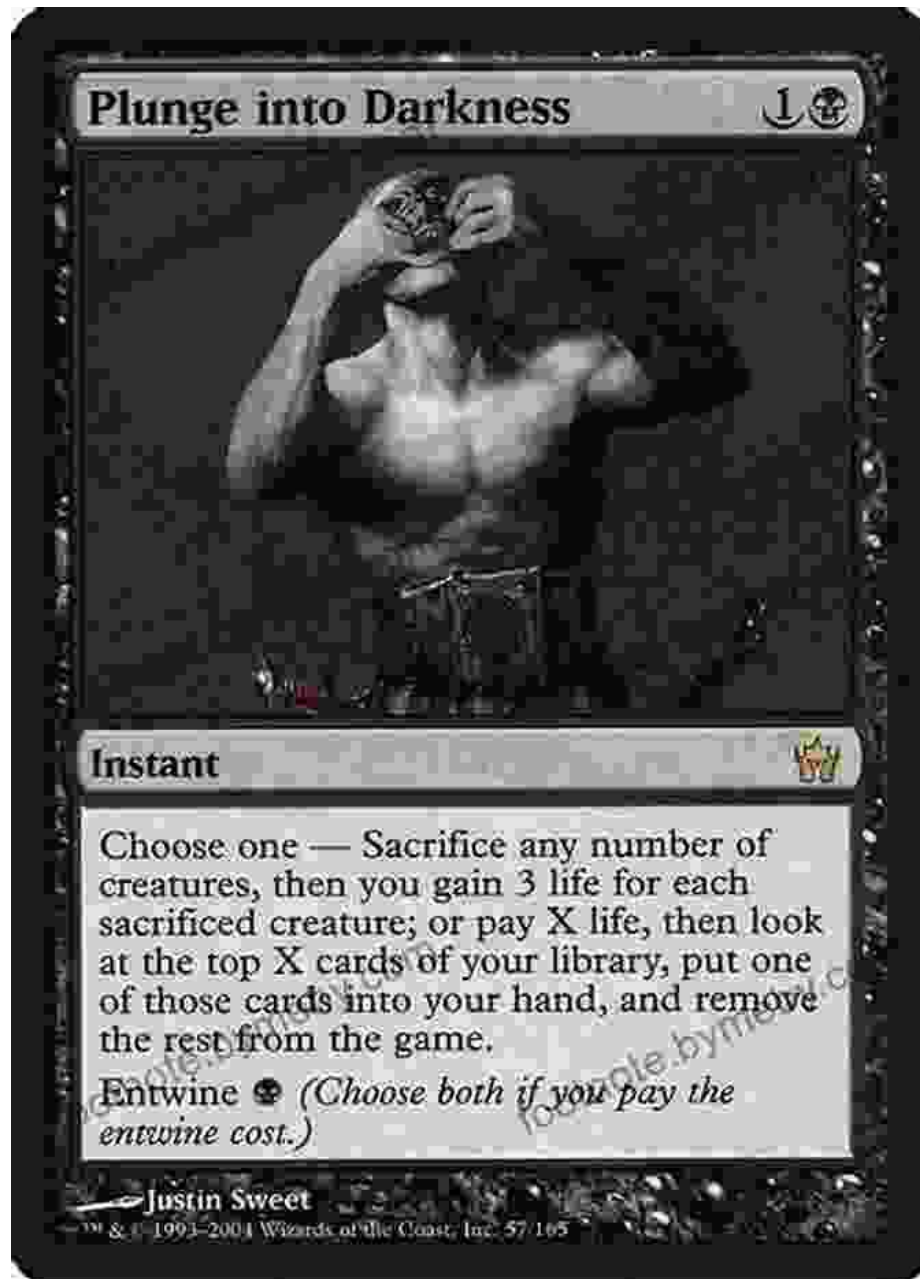 Plunge into Darkness 1
Instant
Choose one — Sacrifice any number of
creatures, then you gain 3 life for each
sacrificed creature; or pay X life, then look
at the top X cards of your library, put one
of those cards into your hand, and remove
the rest from the game.
Entwine (Choose both if you pay the
entwine cost.)
Justin Sweet
™ & © 1993–2004 Wizards of the Coast, Inc. 57/165